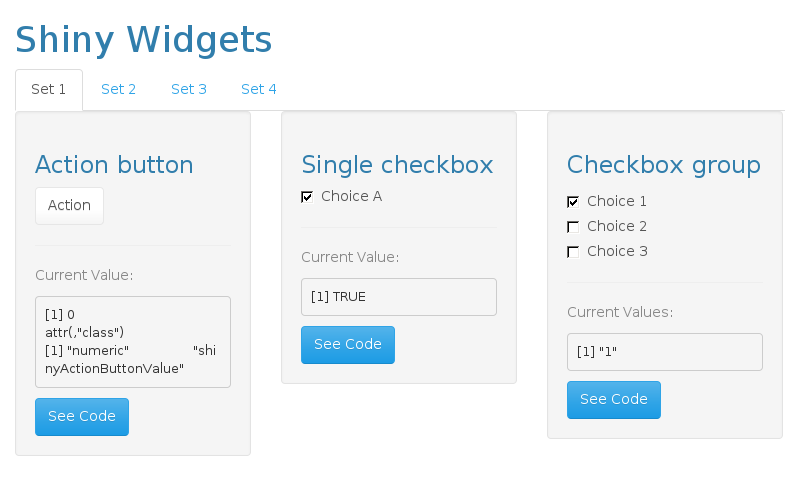 Shiny Widgets
Set 1 Set 2 Set 3 Set 4
Action button
Action
Current Value:
[1] 0
attr(,"class")
[1] "numeric" "shi
nyActionButtonValue"
See Code
Single checkbox
Choice A
Current Value:
[1] TRUE
See Code
Checkbox group
Choice 1
Choice 2
Choice 3
Current Values:
[1] "1"
See Code